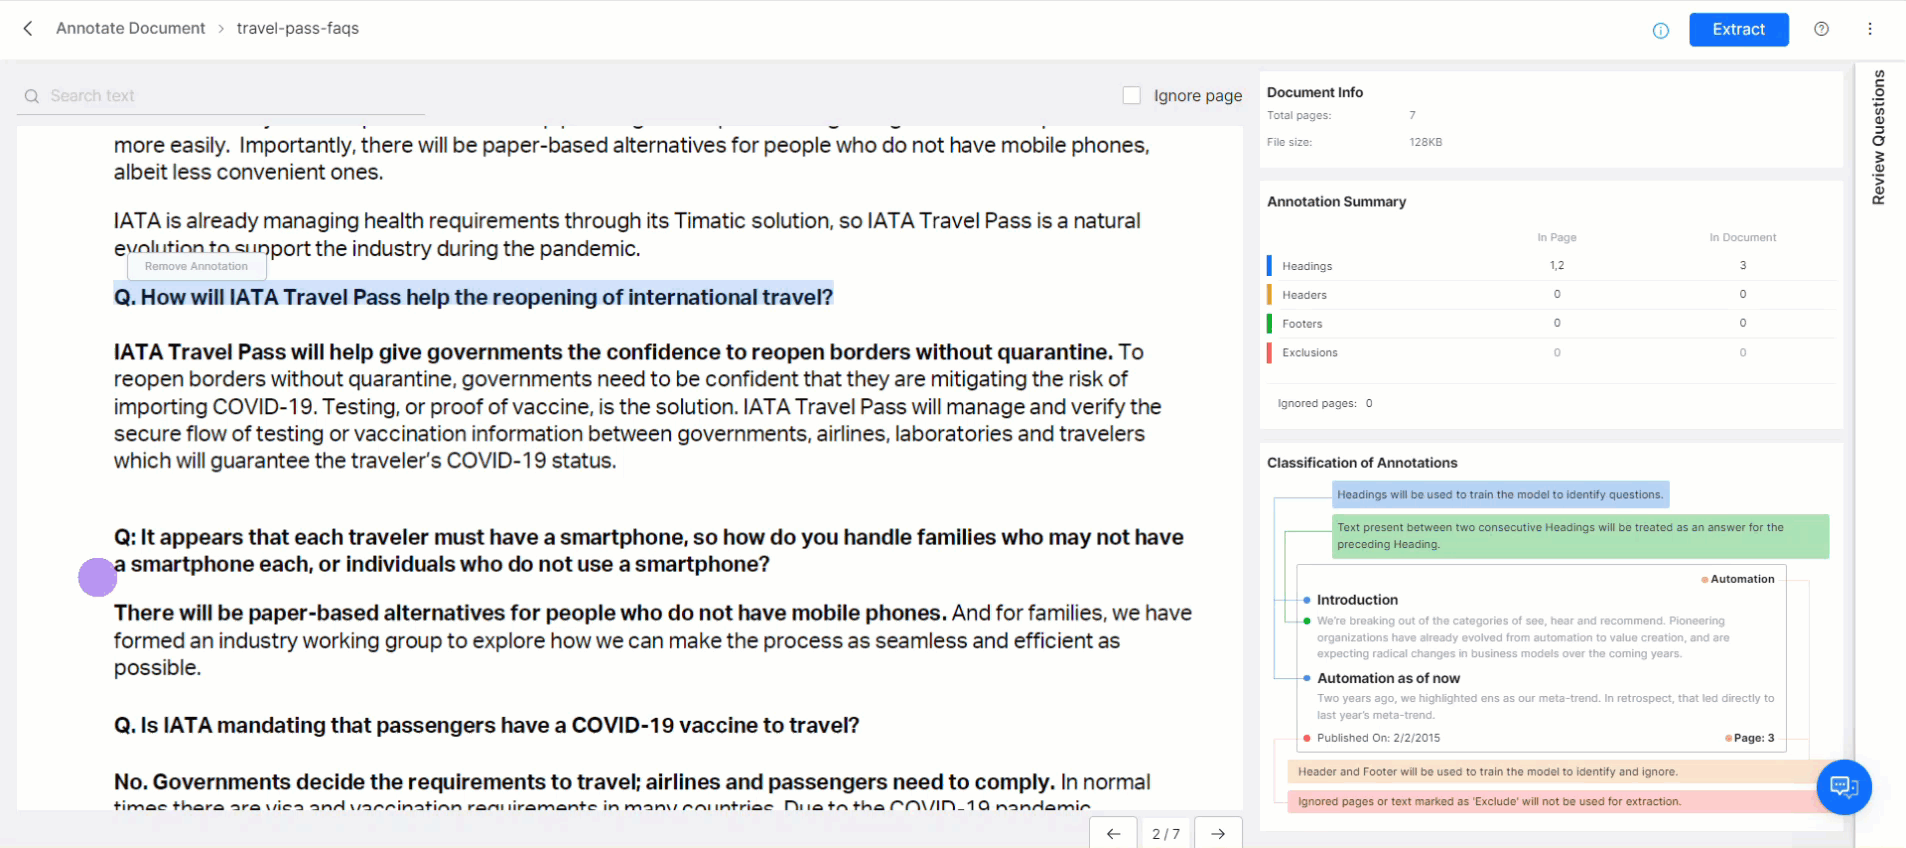 Annotate Document > travel-pass-faqs
Extract
Search text
Ignore page
more easily.  Importantly, there will be paper-based alternatives for people who do not have mobile phones,
albeit less convenient ones.
IATA is already managing health requirements through its Timatic solution, so IATA Travel Pass is a natural
evolution to support the industry during the pandemic.
Remove Annotation
Q. How will IATA Travel Pass help the reopening of international travel?
IATA Travel Pass will help give governments the confidence to reopen borders without quarantine. To
reopen borders without quarantine, governments need to be confident that they are mitigating the risk of
importing COVID-19. Testing, or proof of vaccine, is the solution. IATA Travel Pass will manage and verify the
secure flow of testing or vaccination information between governments, airlines, laboratories and travelers
which will guarantee the traveler's COVID-19 status.
Q: It appears that each traveler must have a smartphone, so how do you handle families who may not have
a smartphone each, or individuals who do not use a smartphone?
There will be paper-based alternatives for people who do not have mobile phones. And for families, we have
formed an industry working group to explore how we can make the process as seamless and efficient as
possible.
Q. Is IATA mandating that passengers have a COVID-19 vaccine to travel?
No. Governments decide the requirements to travel; airlines and passengers need to comply. In normal
times there are visa and vaccination requirements in many countries. Due to the COVID-19 pandemic
2 / 7
Document Info
Total pages: 7
File size: 128KB
Annotation Summary
In Page In Document
Headings 1,2 3
Headers 0 0
Footers 0 0
Exclusions 0 0
Ignored pages: 0
Classification of Annotations
Headings will be used to train the model to identify questions.
Text present between two consecutive Headings will be treated as an answer for the
preceding Heading.
Automation
Introduction
We're breaking out of the categories of see, hear and recommend. Pioneering
organizations have already evolved from automation to value creation, and are
expecting radical changes in business models over the coming years.
Automation as of now
Two years ago, we highlighted ens as our meta-trend. In retrospect, that led directly to
last year's meta-trend.
Published On: 2/2/2015
Page: 3
Header and Footer will be used to train the model to identify and ignore.
Ignored pages or text marked as 'Exclude' will not be used for extraction.
Review Questions